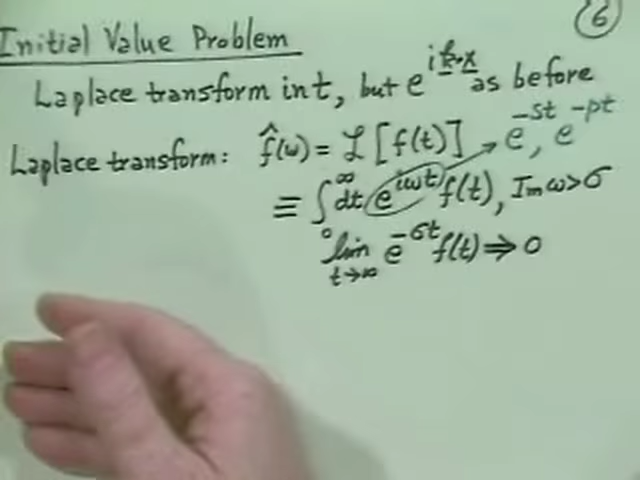 6
Initial Value Problem
Laplace transform in t, but e^{i k·x} as before
Laplace transform: f̂(ω) = ℒ [f(t)] → e^{-st}, e^{-pt}
≡ ∫₀^∞ dt e^{iωt} f(t), Im ω > σ
lim_{t→∞} e^{-σt} f(t) ⇒ 0